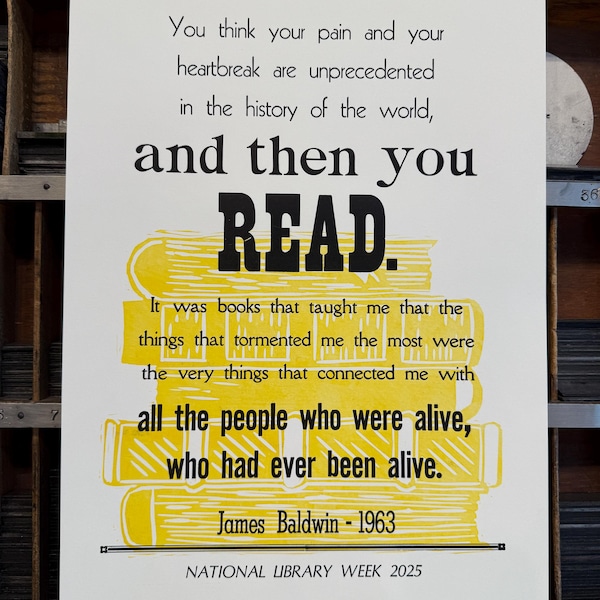 You think your pain and your
heartbreak are unprecedented
in the history of the world,
and then you
READ.
It was books that taught me that the
things that tormented me the most were
the very things that connected me with
all the people who were alive,
who had ever been alive.
James Baldwin - 1963
NATIONAL LIBRARY WEEK 2025
36
6
7